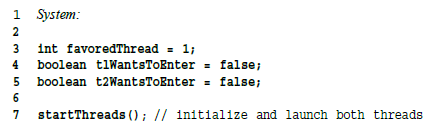 1 System:
2
3 int favoredThread = 1;
4 boolean t1WantsToEnter = false;
5 boolean t2WantsToEnter = false;
6
7 startThreads(); // initialize and launch both threads